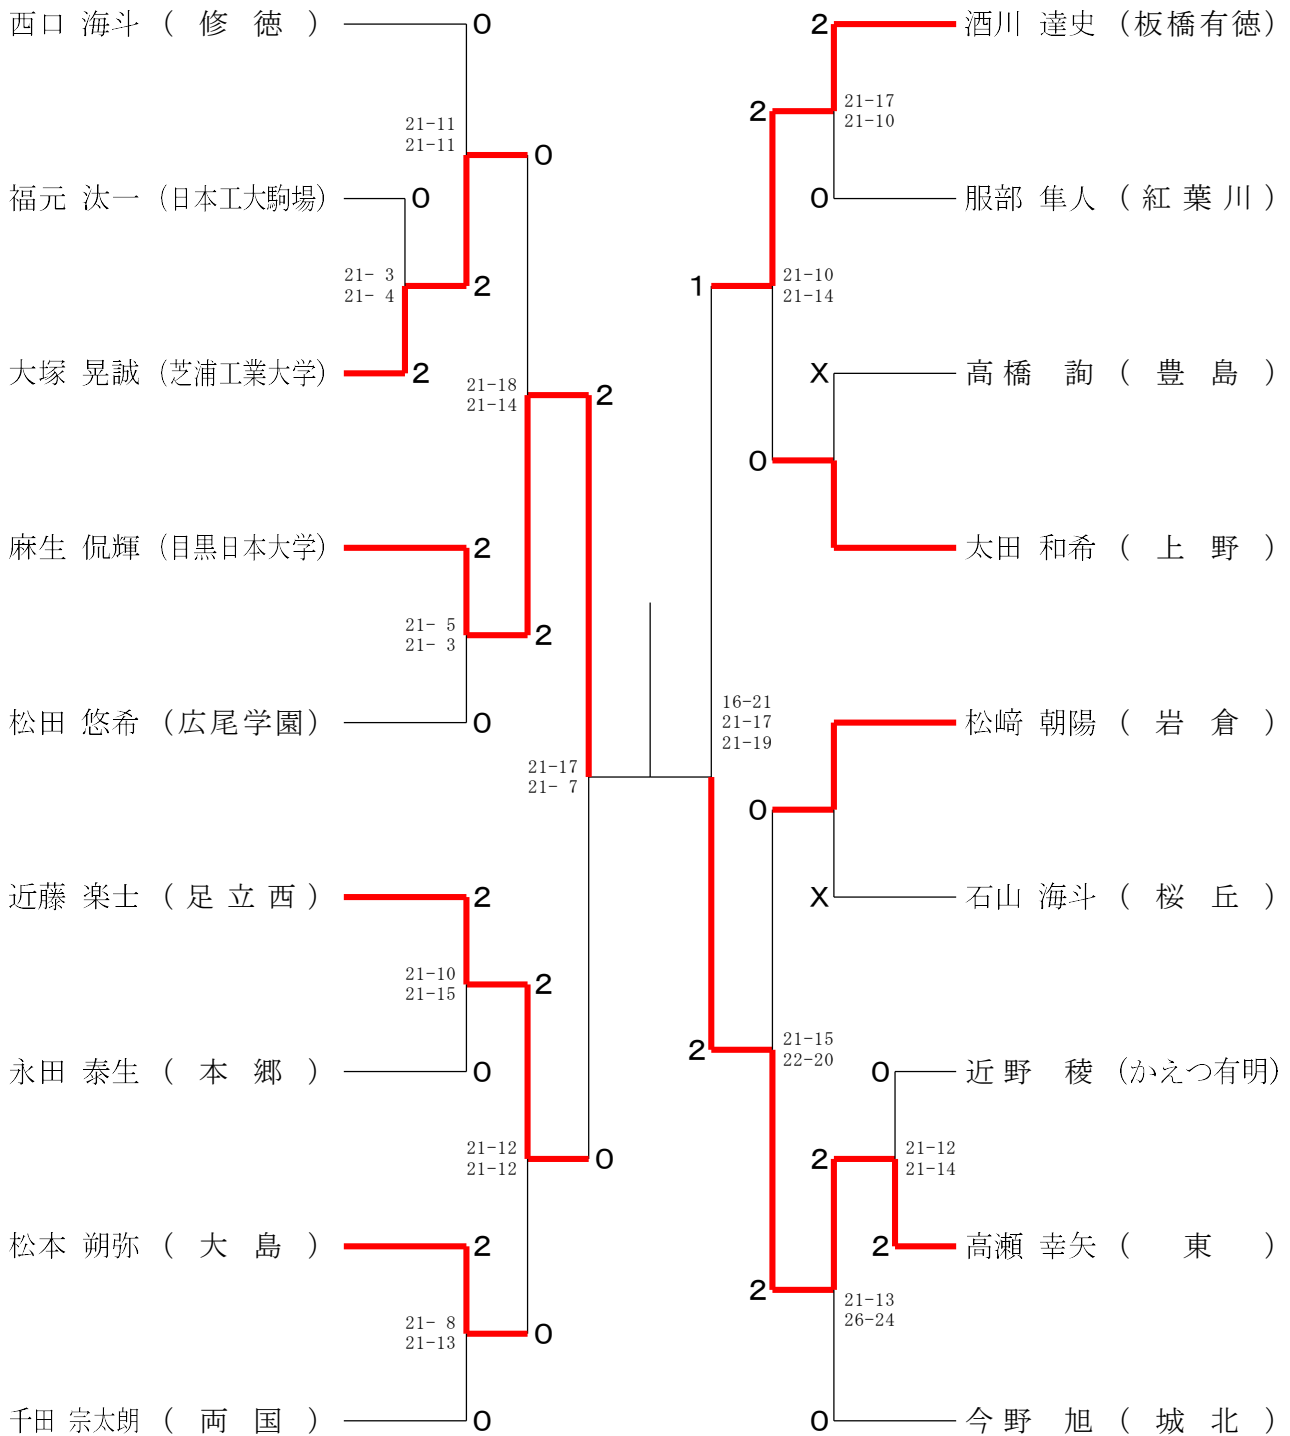 西口 海斗 ( 修 徳 ) 0
21-11
21-11
0
福元 汰一 (日本工大駒場) 0
21- 3
21- 4
2
大塚 晃誠 (芝浦工業大学) 2
21-18
21-14
2
麻生 侃輝 (目黒日本大学) 2
21- 5
21- 3
2
松田 悠希 (広尾学園) 0
21-17
21- 7
近藤 楽士 (足立西) 2
21-10
21-15
2
永田 泰生 ( 本 郷 ) 0
21-12
21-12
0
松本 朔弥 ( 大 島 ) 2
21- 8
21-13
0
千田 宗太朗 ( 両 国 ) 0
2 酒川 達史 (板橋有徳)
2
21-17
21-10
0 服部 隼人 (紅葉川)
1
21-10
21-14
X 高橋 詢 ( 豊 島 )
0
太田 和希 ( 上 野 )
16-21
21-17
21-19
松﨑 朝陽 ( 岩 倉 )
0
X 石山 海斗 ( 桜 丘 )
2
21-15
22-20
0 近野 稜 (かえつ有明)
2
21-12
21-14
2 高瀬 幸矢 ( 東 )
2
21-13
26-24
0 今野 旭 ( 城 北 )